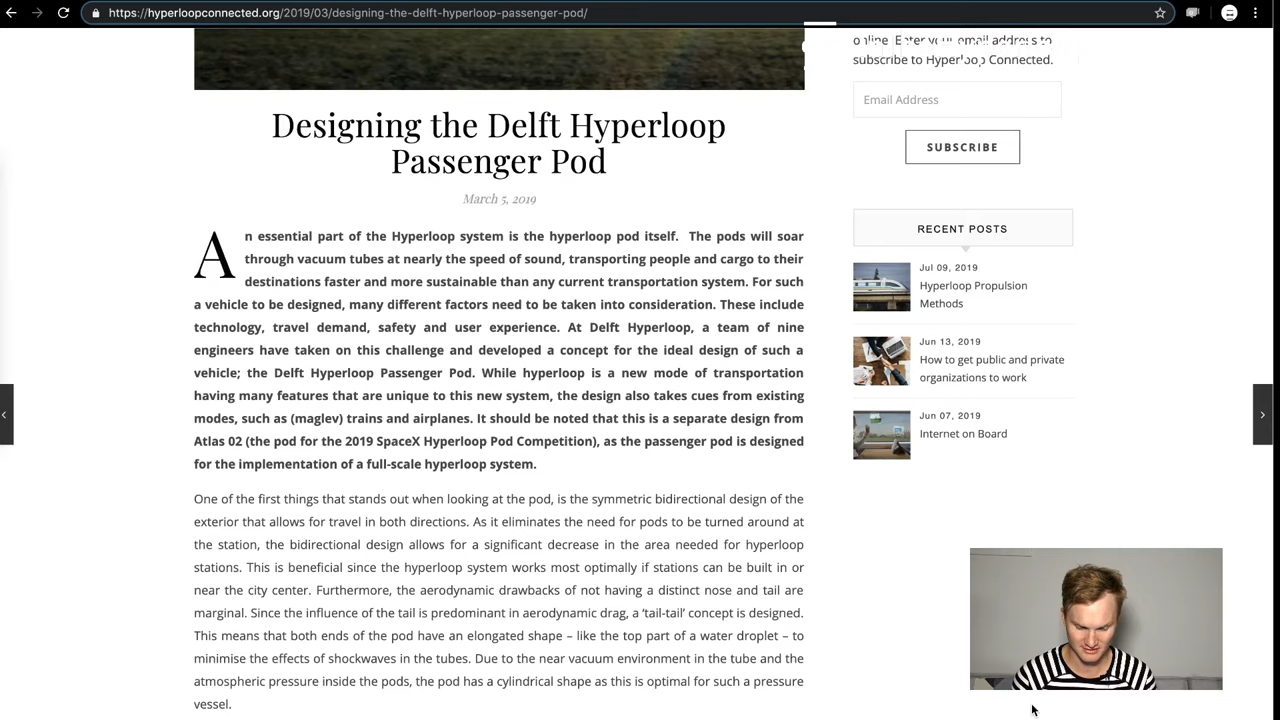 https://hyperloopconnected.org/2019/03/designing-the-delft-hyperloop-passenger-pod/
Designing the Delft Hyperloop
Passenger Pod
March 5, 2019
An essential part of the Hyperloop system is the hyperloop pod itself. The pods will soar
through vacuum tubes at nearly the speed of sound, transporting people and cargo to their
destinations faster and more sustainable than any current transportation system. For such
a vehicle to be designed, many different factors need to be taken into consideration. These include
technology, travel demand, safety and user experience. At Delft Hyperloop, a team of nine
engineers have taken on this challenge and developed a concept for the ideal design of such a
vehicle; the Delft Hyperloop Passenger Pod. While hyperloop is a new mode of transportation
having many features that are unique to this new system, the design also takes cues from existing
modes, such as (maglev) trains and airplanes. It should be noted that this is a separate design from
Atlas 02 (the pod for the 2019 SpaceX Hyperloop Pod Competition), as the passenger pod is designed
for the implementation of a full-scale hyperloop system.
One of the first things that stands out when looking at the pod, is the symmetric bidirectional design of the
exterior that allows for travel in both directions. As it eliminates the need for pods to be turned around at
the station, the bidirectional design allows for a significant decrease in the area needed for hyperloop
stations. This is beneficial since the hyperloop system works most optimally if stations can be built in or
near the city center. Furthermore, the aerodynamic drawbacks of not having a distinct nose and tail are
marginal. Since the influence of the tail is predominant in aerodynamic drag, a ‘tail-tail’ concept is designed.
This means that both ends of the pod have an elongated shape – like the top part of a water droplet – to
minimise the effects of shockwaves in the tubes. Due to the near vacuum environment in the tube and the
atmospheric pressure inside the pods, the pod has a cylindrical shape as this is optimal for such a pressure
vessel.
online. Enter your email address to
subscribe to Hyperloop Connected.
Email Address
SUBSCRIBE
RECENT POSTS
Jul 09, 2019
Hyperloop Propulsion
Methods
Jun 13, 2019
How to get public and private
organizations to work
Jun 07, 2019
Internet on Board